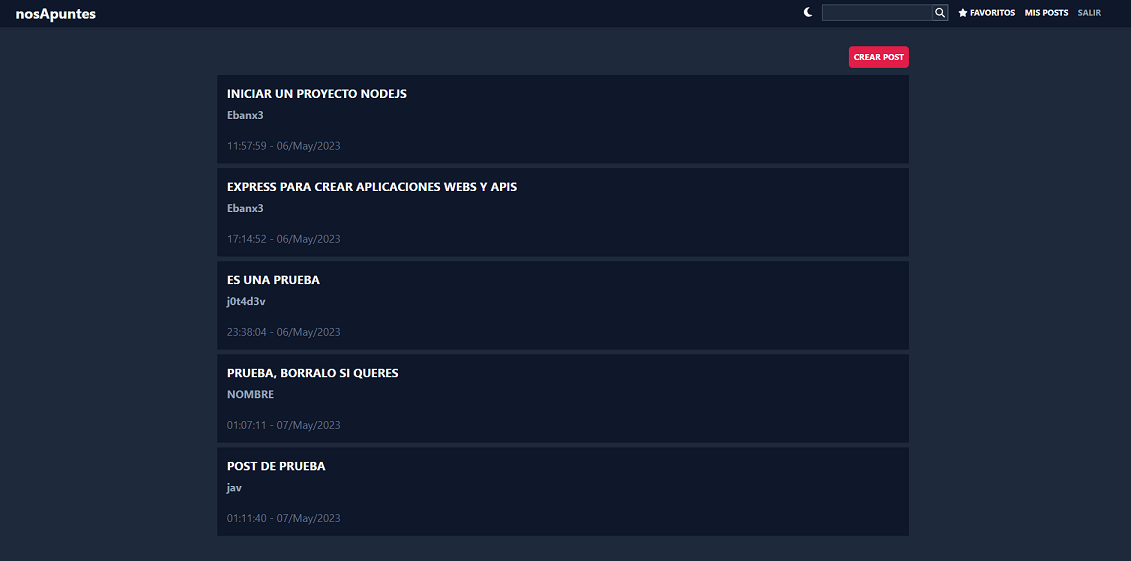 nosApuntes
FAVORITOS MIS POSTS SALIR
CREAR POST
INICIAR UN PROYECTO NODEJS
Ebanx3
11:57:59 - 06/May/2023
EXPRESS PARA CREAR APLICACIONES WEBS Y APIS
Ebanx3
17:14:52 - 06/May/2023
ES UNA PRUEBA
j0t4d3v
23:38:04 - 06/May/2023
PRUEBA, BORRALO SI QUERES
NOMBRE
01:07:11 - 07/May/2023
POST DE PRUEBA
jav
01:11:40 - 07/May/2023